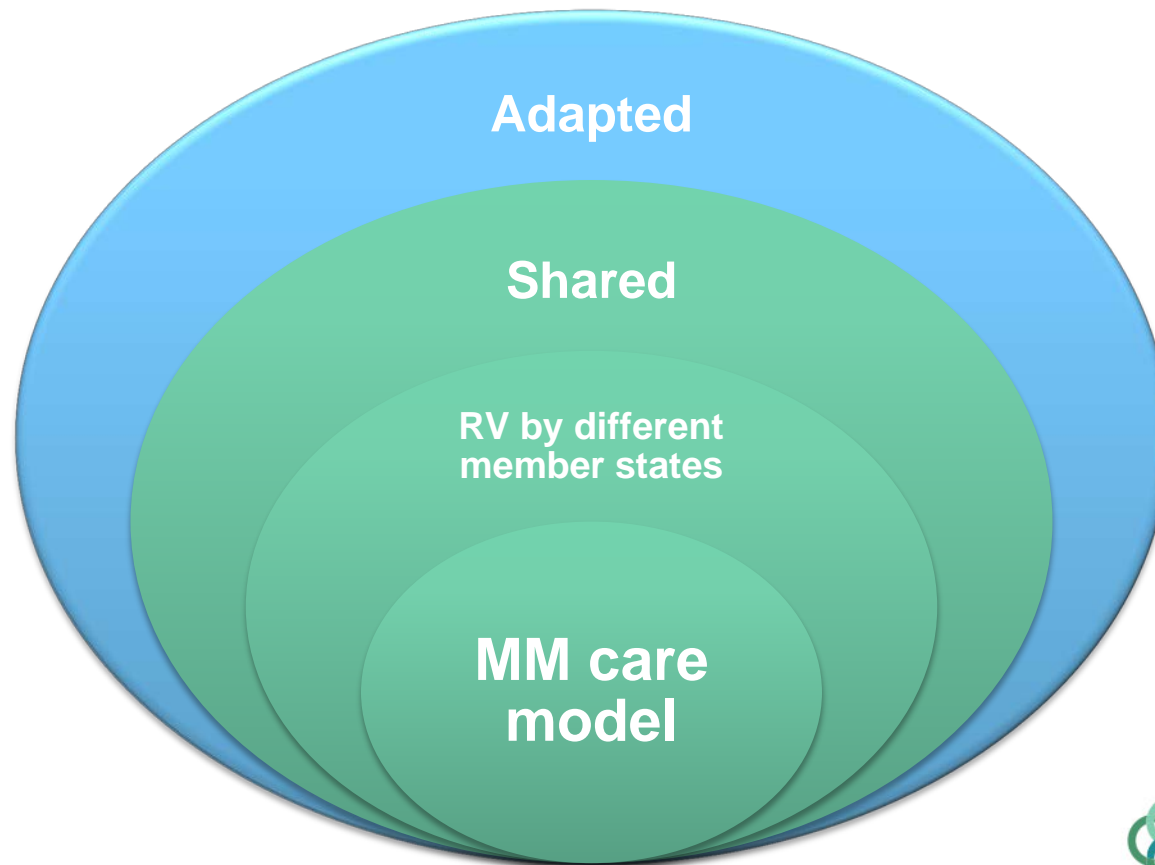 Adapted
Shared
RV by different
member states
MM care
model